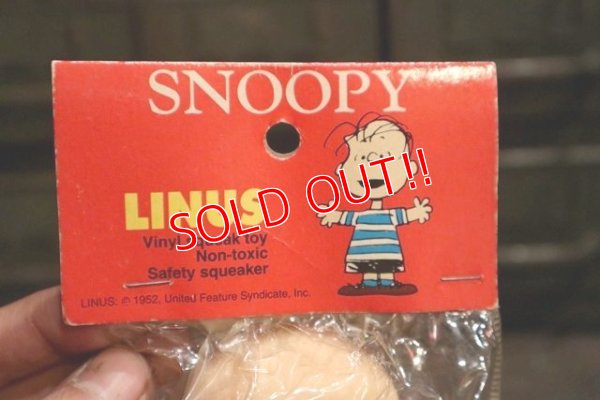 SNOOPY
LINUS
SOLD OUT!!
Vinyl squeak toy
Non-toxic
Safety squeaker
LINUS: © 1952, United Feature Syndicate, Inc.